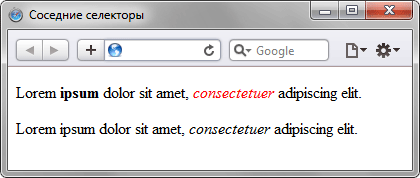 Соседние селекторы
Google
Lorem ipsum dolor sit amet, consectetuer adipiscing elit.
Lorem ipsum dolor sit amet, consectetuer adipiscing elit.